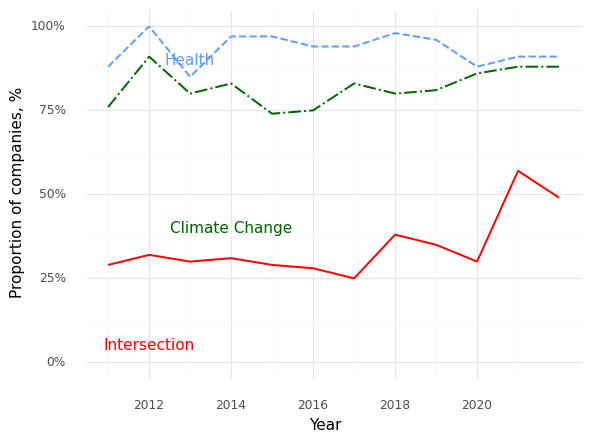 100%
Health
75%
50%
Climate Change
25%
Intersection
0%
2012 2014 2016 2018 2020
Year
Proportion of companies, %